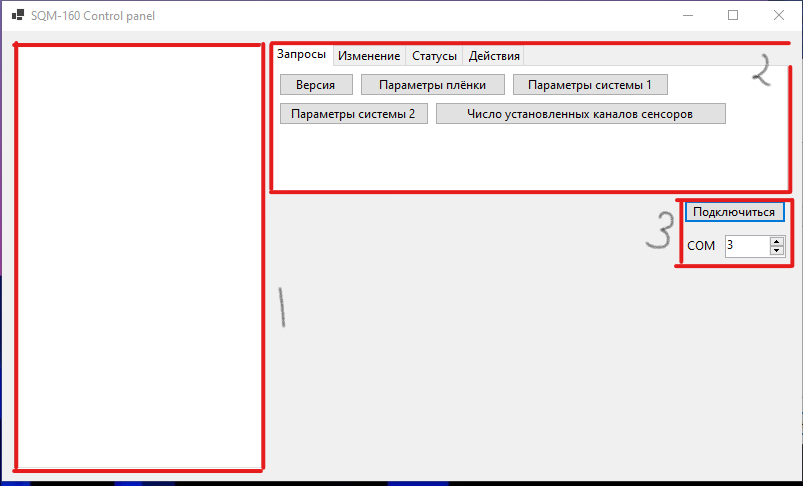 SQM-160 Control panel
Запросы Изменение Статусы Действия
2
Версия Параметры плёнки Параметры системы 1
Параметры системы 2 Число установленных каналов сенсоров
Подключиться
3
COM 3
1